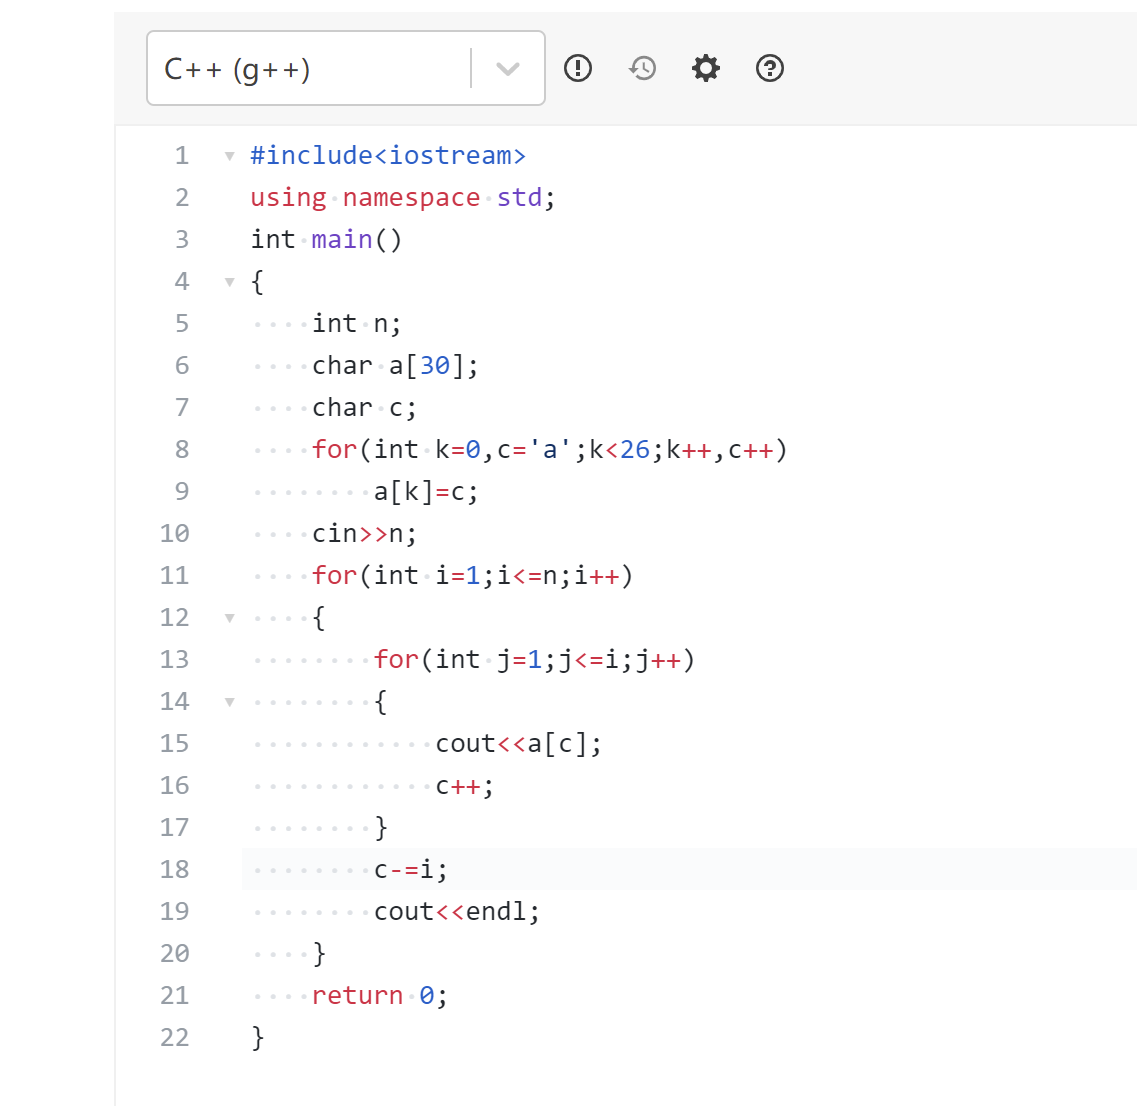 C++ (g++)
1 #include<iostream>
2 using namespace std;
3 int main()
4 {
5     int n;
6     char a[30];
7     char c;
8     for(int k=0,c='a';k<26;k++,c++)
9         a[k]=c;
10     cin>>n;
11     for(int i=1;i<=n;i++)
12     {
13         for(int j=1;j<=i;j++)
14         {
15             cout<<a[c];
16             c++;
17         }
18         c-=i;
19         cout<<endl;
20     }
21     return 0;
22 }